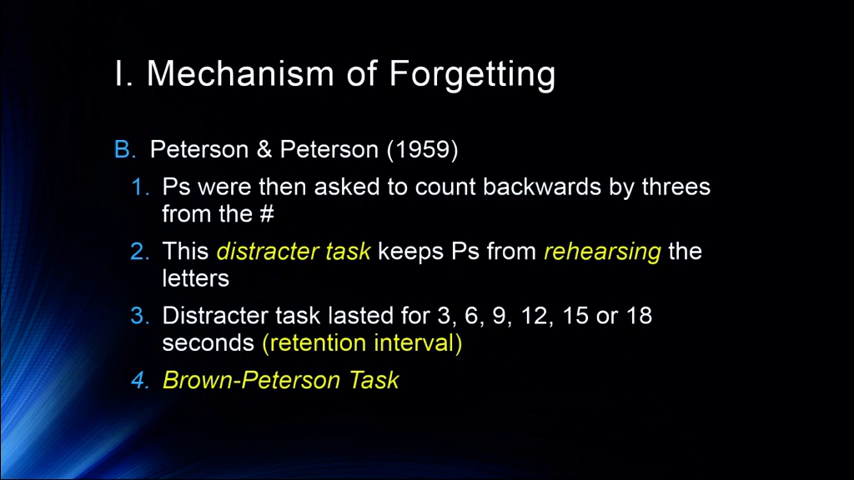 I. Mechanism of Forgetting
B. Peterson & Peterson (1959)
1. Ps were then asked to count backwards by threes
from the #
2. This distracter task keeps Ps from rehearsing the
letters
3. Distracter task lasted for 3, 6, 9, 12, 15 or 18
seconds (retention interval)
4. Brown-Peterson Task